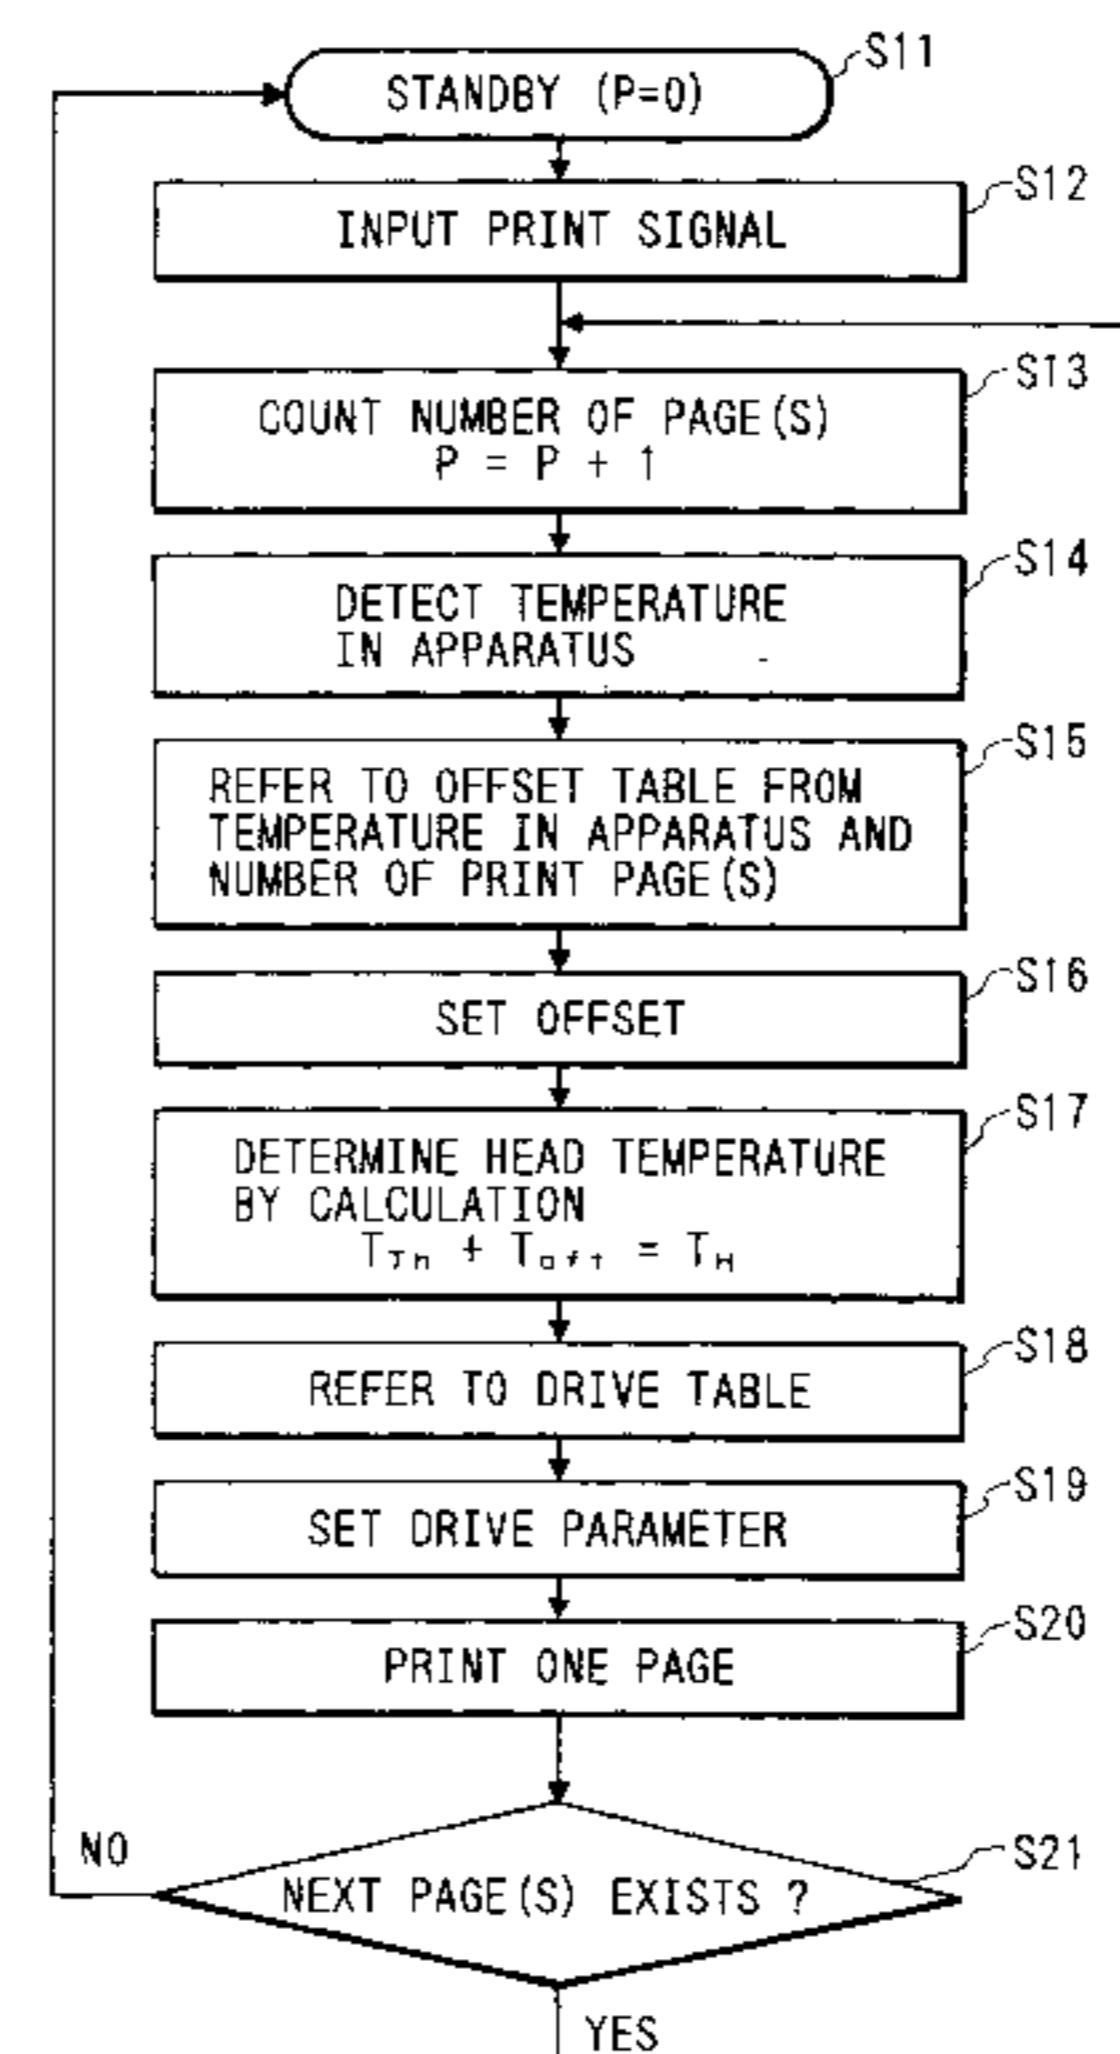 S11
STANDBY (P=0)
S12
INPUT PRINT SIGNAL
S13
COUNT NUMBER OF PAGE(S)
P = P + 1
S14
DETECT TEMPERATURE
IN APPARATUS
S15
REFER TO OFFSET TABLE FROM
TEMPERATURE IN APPARATUS AND
NUMBER OF PRINT PAGE(S)
S16
SET OFFSET
S17
DETERMINE HEAD TEMPERATURE
BY CALCULATION
TTh + Toft = TH
S18
REFER TO DRIVE TABLE
S19
SET DRIVE PARAMETER
S20
PRINT ONE PAGE
S21
NO
NEXT PAGE(S) EXISTS ?
YES